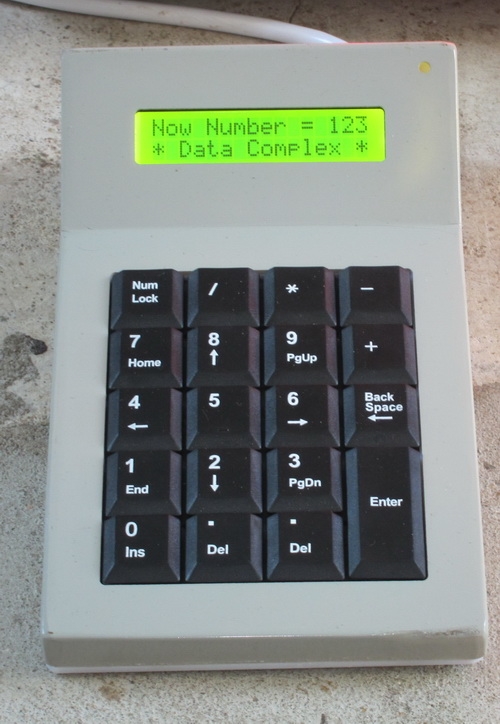 Now Number = 123
* Data Complex *
Num Lock
/
*
-
7 Home
8 ↑
9 PgUp
+
4 ←
5
6 →
Back Space ←
1 End
2 ↓
3 PgDn
Enter
0 Ins
. Del
. Del